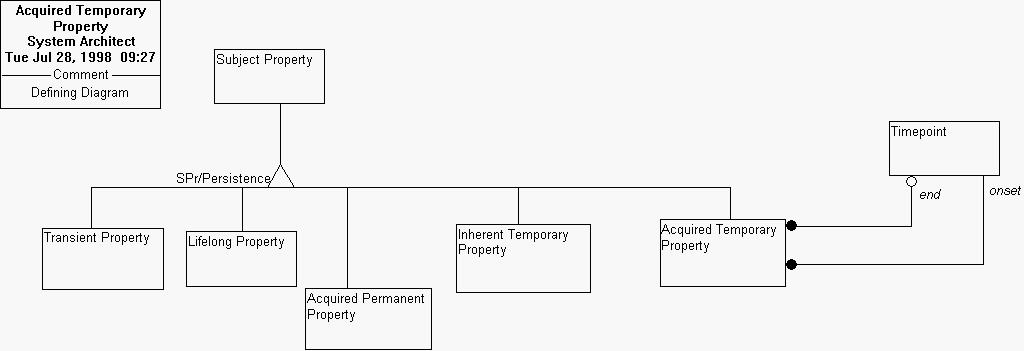 Acquired Temporary
Property
System Architect
Tue Jul 28, 1998 09:27
Comment
Defining Diagram
Subject Property
SPr/Persistence
Timepoint
end
onset
Transient Property
Lifelong Property
Acquired Permanent
Property
Inherent Temporary
Property
Acquired Temporary
Property